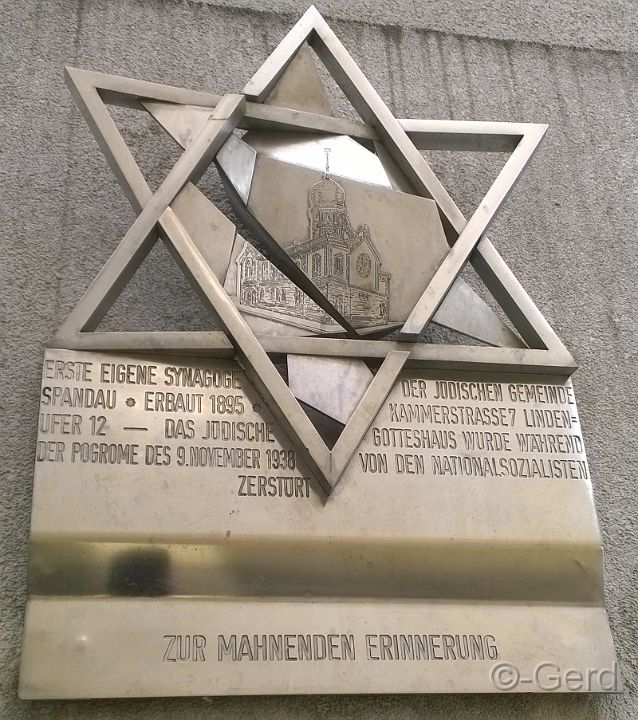 ERSTE EIGENE SYNAGOGE DER JÜDISCHEN GEMEINDE
SPANDAU • ERBAUT 1895 • KAMMERSTRASSE 7 LINDEN=
UFER 12 — DAS JÜDISCHE GOTTESHAUS WURDE WÄHREND
DER POGROME DES 9. NOVEMBER 1938 VON DEN NATIONALSOZIALISTEN
ZERSTÖRT
ZUR MAHNENDEN ERINNERUNG
©-Gerd